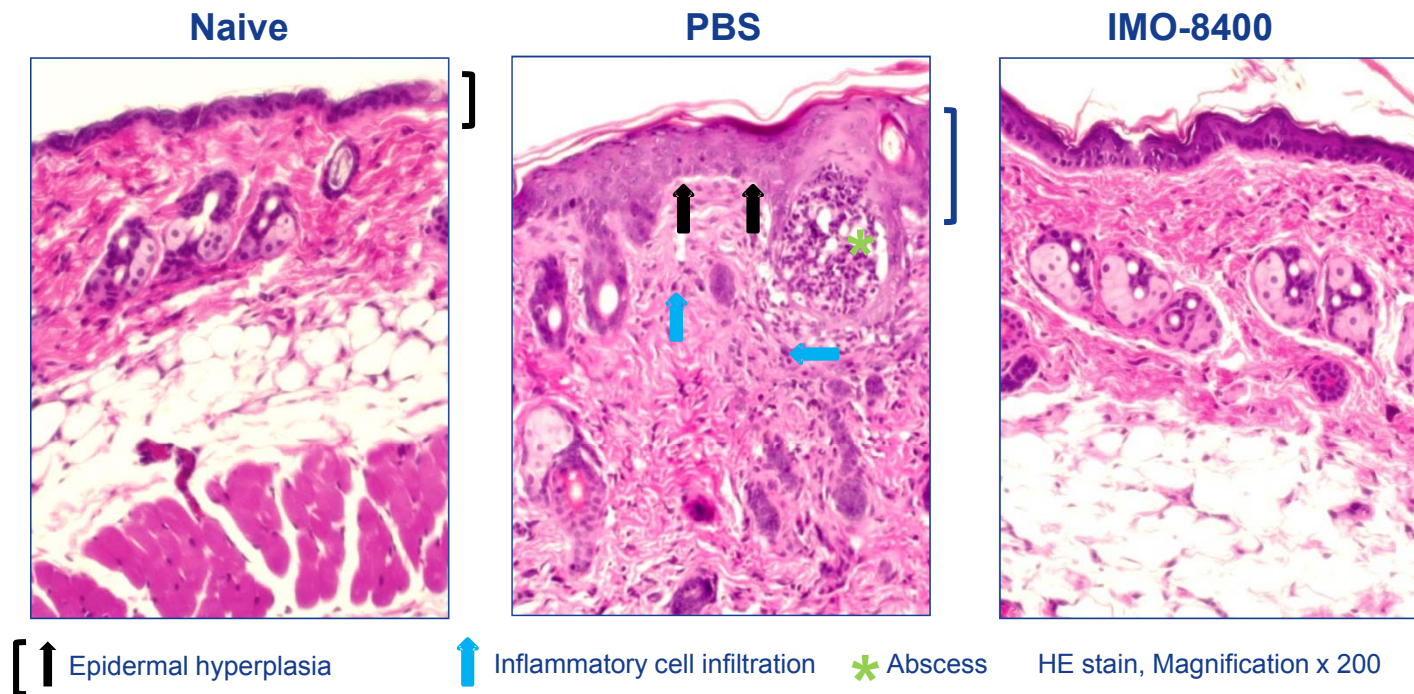 Naive
PBS
IMO-8400
Epidermal hyperplasia
Inflammatory cell infiltration
Abscess
HE stain, Magnification x 200